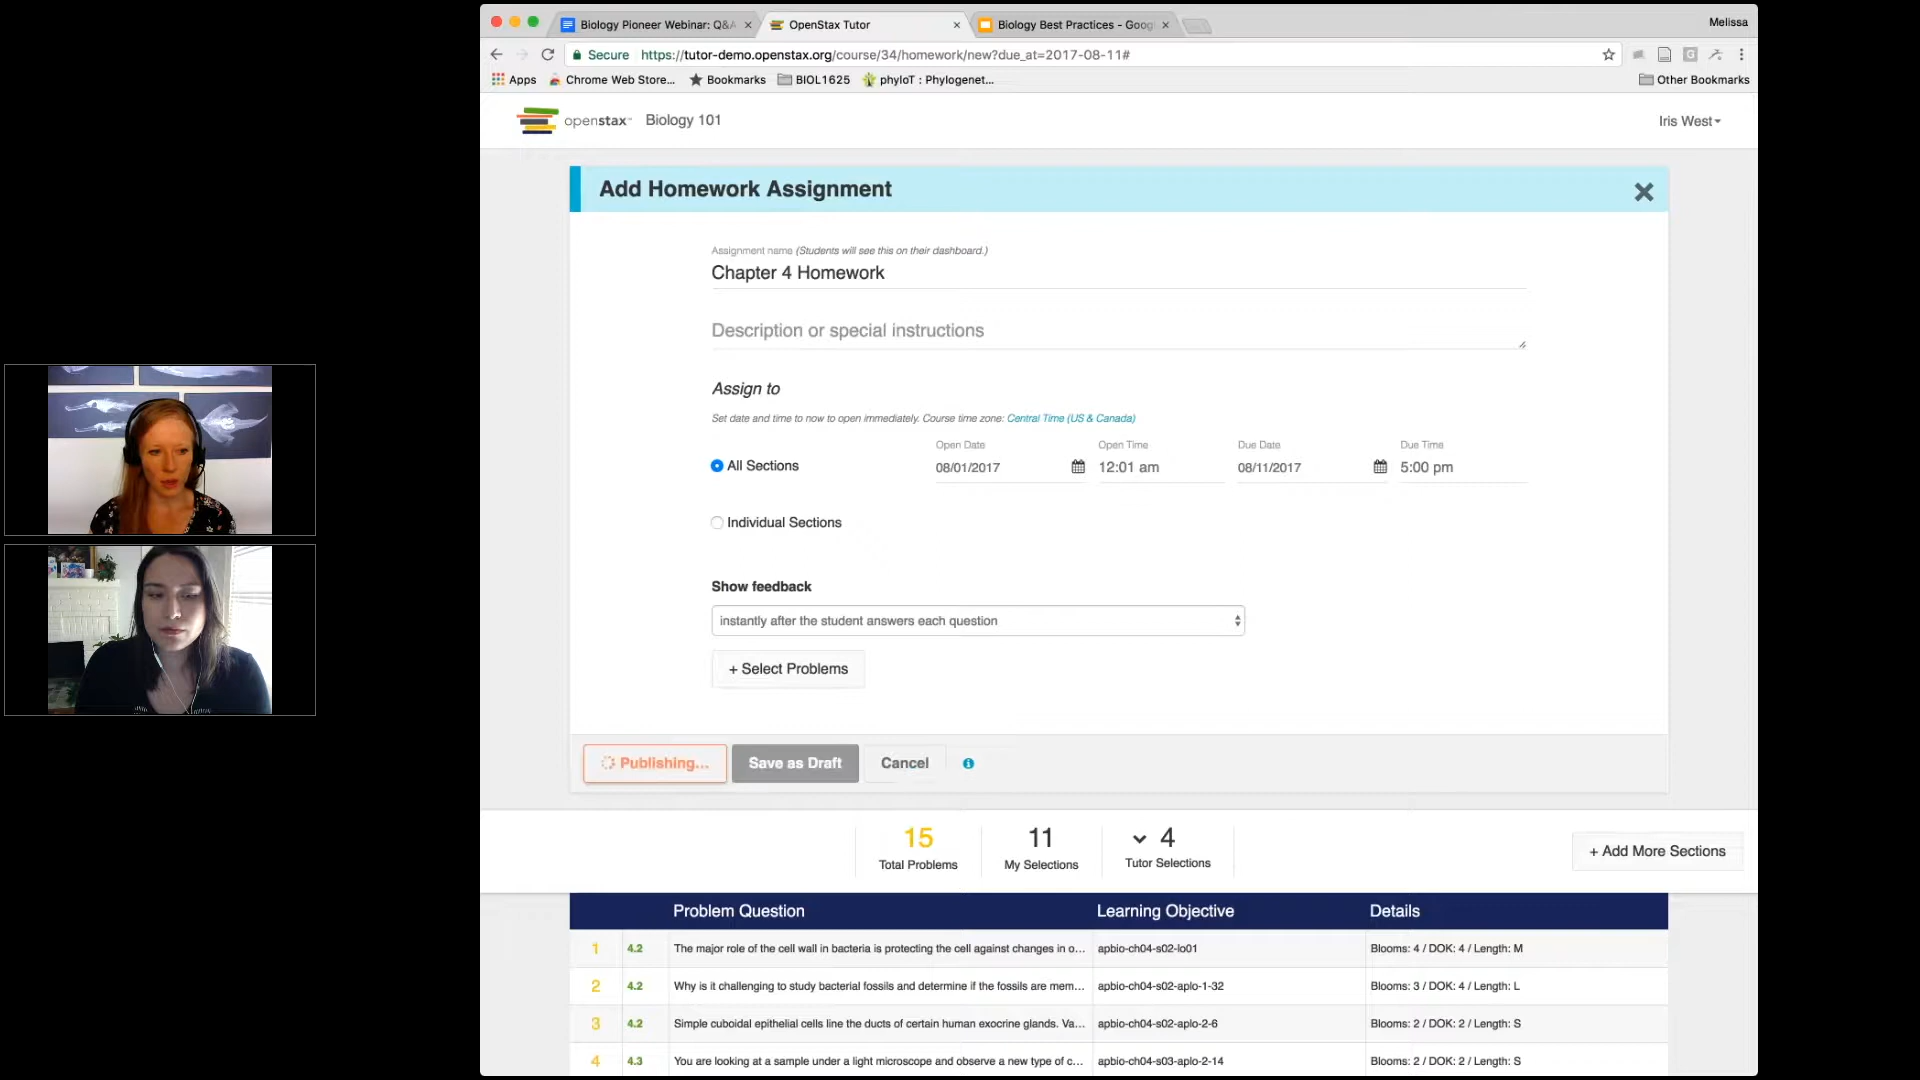 Biology Pioneer Webinar: Q&A
OpenStax Tutor
Biology Best Practices - Goog
Melissa
Secure https://tutor-demo.openstax.org/course/34/homework/new?due_at=2017-08-11#
Apps Chrome Web Store... Bookmarks BIOL1625 phyloT : Phylogenet... Other Bookmarks
openstax™ Biology 101 Iris West
Add Homework Assignment
Assignment name (Students will see this on their dashboard.)
Chapter 4 Homework
Description or special instructions
Assign to
Set date and time to now to open immediately. Course time zone: Central Time (US & Canada)
Open Date Open Time Due Date Due Time
All Sections 08/01/2017 12:01 am 08/11/2017 5:00 pm
Individual Sections
Show feedback
instantly after the student answers each question
+ Select Problems
Publishing... Save as Draft Cancel
15 11 4
Total Problems My Selections Tutor Selections
+ Add More Sections
Problem Question Learning Objective Details
1 4.2 The major role of the cell wall in bacteria is protecting the cell against changes in o... apbio-ch04-s02-lo01 Blooms: 4 / DOK: 4 / Length: M
2 4.2 Why is it challenging to study bacterial fossils and determine if the fossils are mem... apbio-ch04-s02-aplo-1-32 Blooms: 3 / DOK: 4 / Length: L
3 4.2 Simple cuboidal epithelial cells line the ducts of certain human exocrine glands. Va... apbio-ch04-s02-aplo-2-6 Blooms: 2 / DOK: 2 / Length: S
4 4.3 You are looking at a sample under a light microscope and observe a new type of c... apbio-ch04-s03-aplo-2-14 Blooms: 2 / DOK: 2 / Length: S